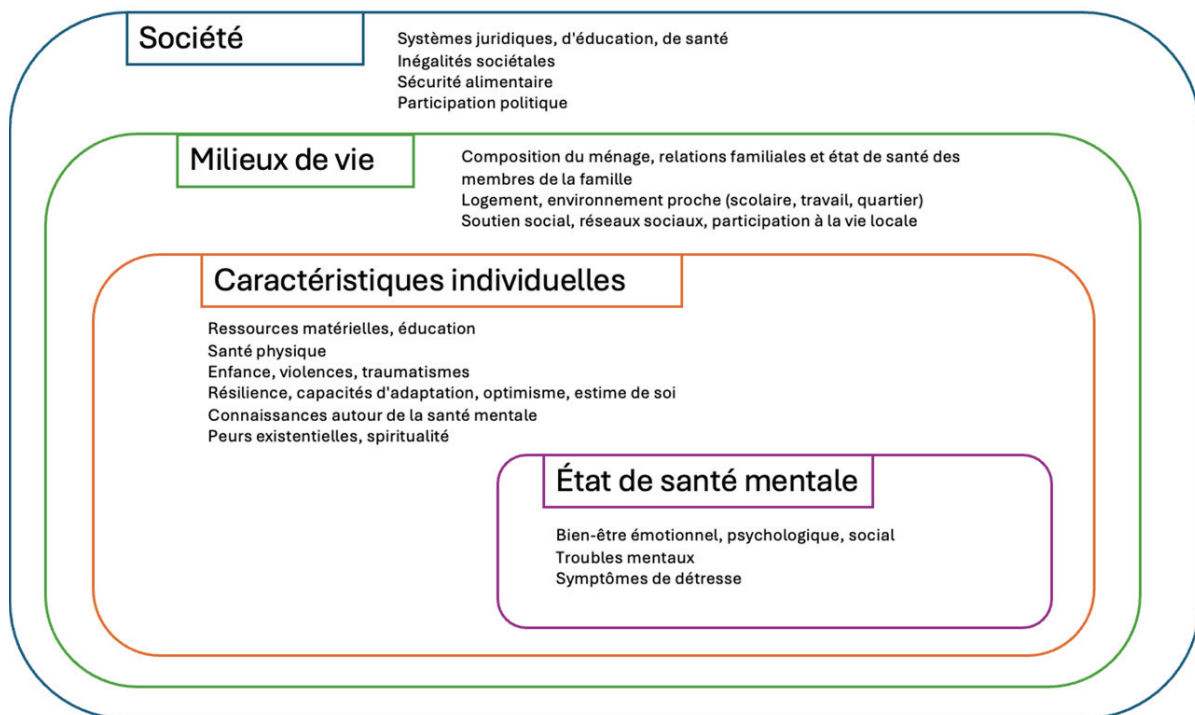 Société
Systèmes juridiques, d'éducation, de santé
Inégalités sociétales
Sécurité alimentaire
Participation politique
Milieux de vie
Composition du ménage, relations familiales et état de santé des
membres de la famille
Logement, environnement proche (scolaire, travail, quartier)
Soutien social, réseaux sociaux, participation à la vie locale
Caractéristiques individuelles
Ressources matérielles, éducation
Santé physique
Enfance, violences, traumatismes
Résilience, capacités d'adaptation, optimisme, estime de soi
Connaissances autour de la santé mentale
Peurs existentielles, spiritualité
État de santé mentale
Bien-être émotionnel, psychologique, social
Troubles mentaux
Symptômes de détresse